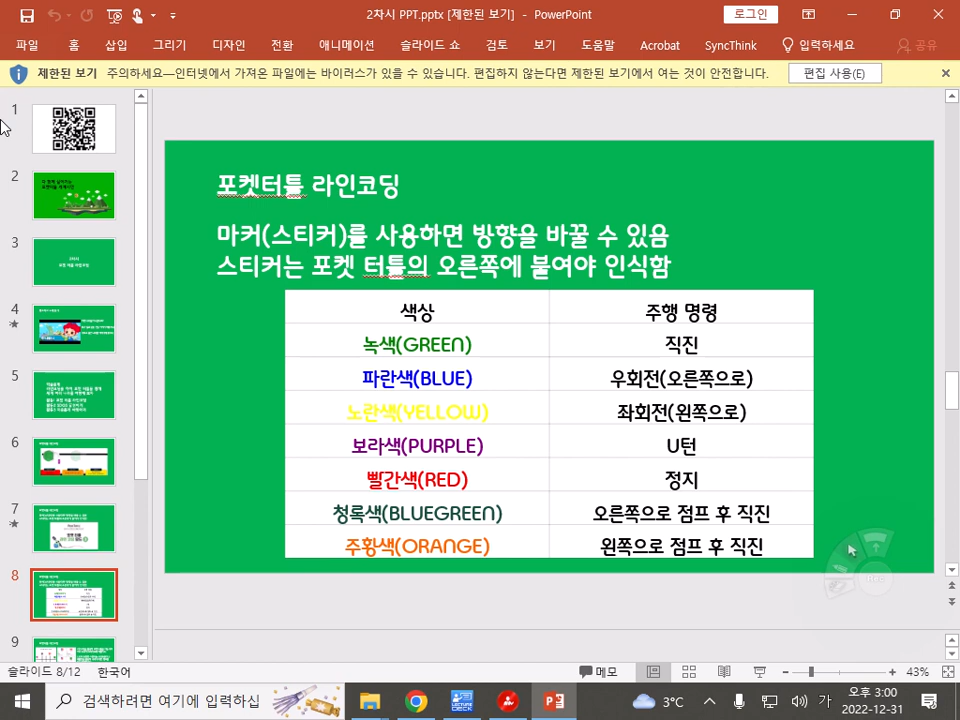 2차시 PPT.pptx [제한된 보기] - PowerPoint
로그인
파일 홈 삽입 그리기 디자인 전환 애니메이션 슬라이드 쇼 검토 보기 도움말 Acrobat SyncThink 입력하세요 공유
제한된 보기 주의하세요—인터넷에서 가져온 파일에는 바이러스가 있을 수 있습니다. 편집하지 않는다면 제한된 보기에서 여는 것이 안전합니다. 편집 사용(E)
1
2
3
4
5
6
7
8
9
포켓터틀 라인코딩
마커(스티커)를 사용하면 방향을 바꿀 수 있음
스티커는 포켓 터틀의 오른쪽에 붙여야 인식함
색상 주행 명령
녹색(GREEN) 직진
파란색(BLUE) 우회전(오른쪽으로)
노란색(YELLOW) 좌회전(왼쪽으로)
보라색(PURPLE) U턴
빨간색(RED) 정지
청록색(BLUEGREEN) 오른쪽으로 점프 후 직진
주황색(ORANGE) 왼쪽으로 점프 후 직진
슬라이드 8/12 한국어 메모 43%
검색하려면 여기에 입력하십 3°C 가 오후 3:00
2022-12-31